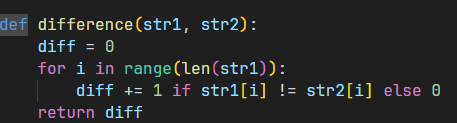 def difference(str1, str2):
    diff = 0
    for i in range(len(str1)):
        diff += 1 if str1[i] != str2[i] else 0
    return diff